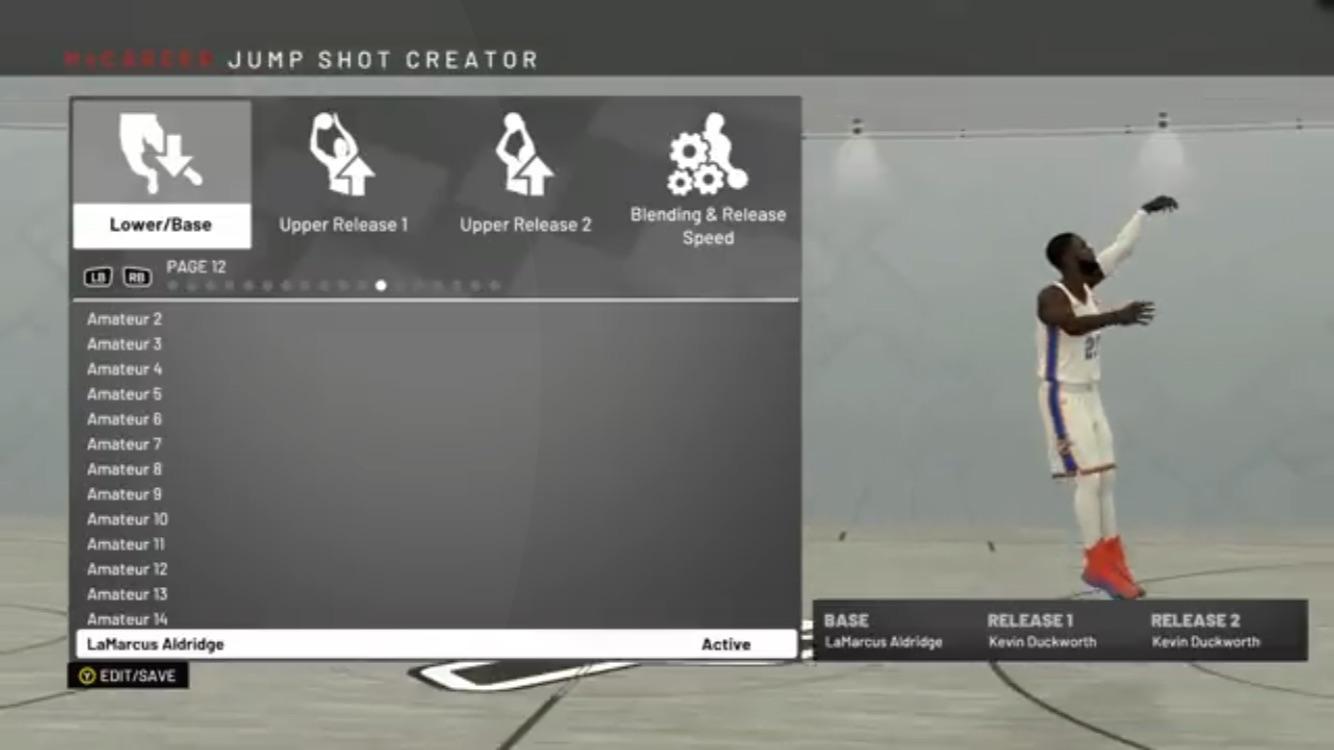 MyCAREER JUMP SHOT CREATOR
Lower/Base
Upper Release 1
Upper Release 2
Blending & Release
Speed
LB RB PAGE 12
Amateur 2
Amateur 3
Amateur 4
Amateur 5
Amateur 6
Amateur 7
Amateur 8
Amateur 9
Amateur 10
Amateur 11
Amateur 12
Amateur 13
Amateur 14
LaMarcus Aldridge Active
Y EDIT/SAVE
BASE RELEASE 1 RELEASE 2
LaMarcus Aldridge Kevin Duckworth Kevin Duckworth